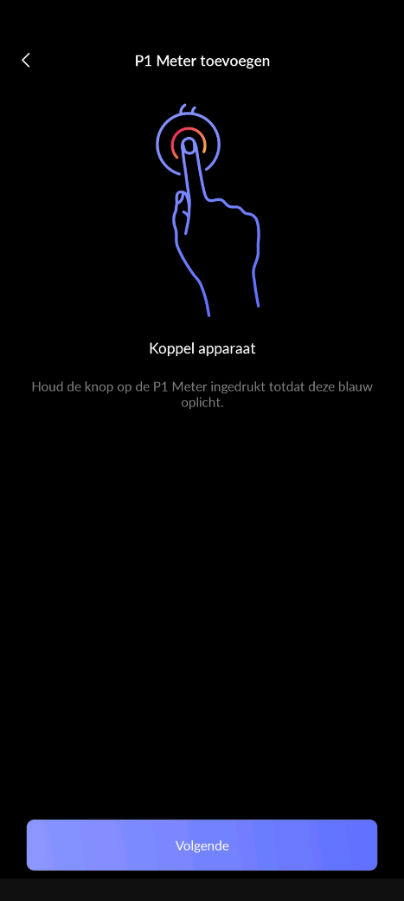 P1 Meter toevoegen
Koppel apparaat
Houd de knop op de P1 Meter ingedrukt totdat deze blauw
oplicht.
Volgende